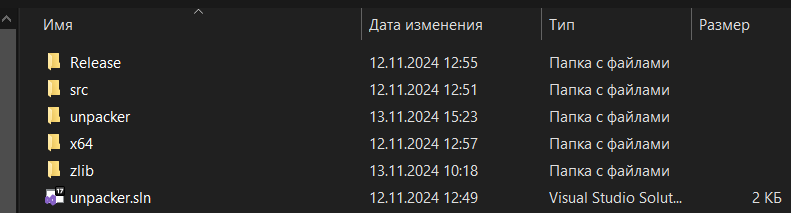 Имя Дата изменения Тип Размер
Release 12.11.2024 12:55 Папка с файлами
src 12.11.2024 12:51 Папка с файлами
unpacker 13.11.2024 15:23 Папка с файлами
x64 12.11.2024 12:57 Папка с файлами
zlib 13.11.2024 10:18 Папка с файлами
17 unpacker.sln 12.11.2024 12:49 Visual Studio Solut... 2 КБ